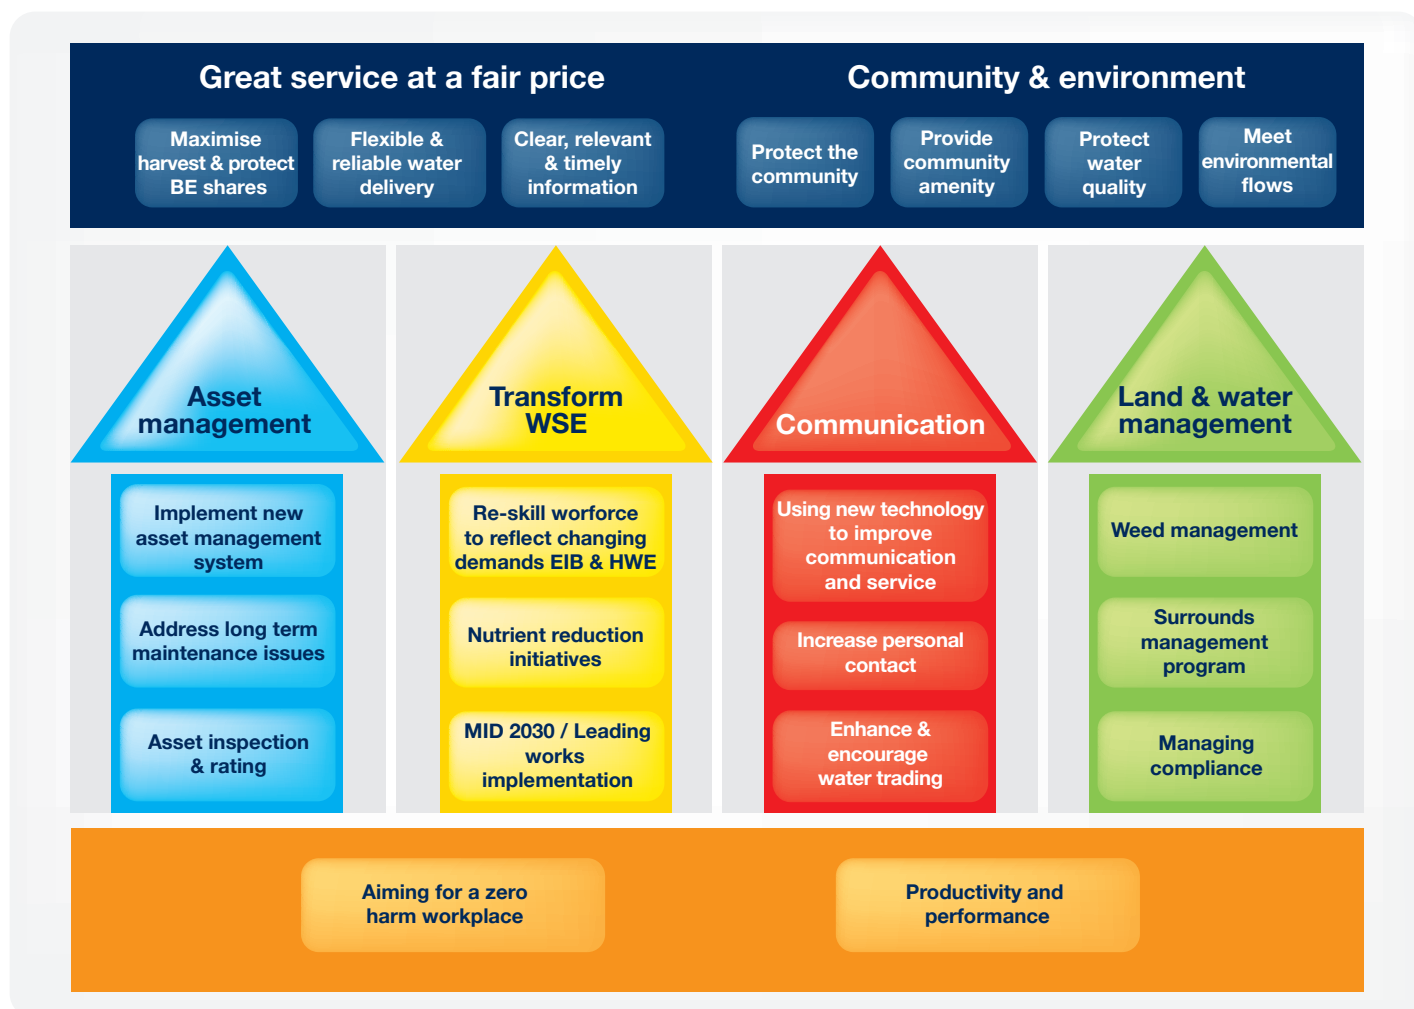 Great service at a fair price
Maximise
harvest & protect
BE shares
Flexible &
reliable water
delivery
Clear, relevant
& timely
information
Community & environment
Protect the
community
Provide
community
amenity
Protect
water
quality
Meet
environmental
flows
Asset
management
Implement new
asset management
system
Address long term
maintenance issues
Asset inspection
& rating
Transform
WSE
Re-skill worforce
to reflect changing
demands EIB & HWE
Nutrient reduction
initiatives
MID 2030 / Leading
works
implementation
Communication
Using new technology
to improve
communication
and service
Increase personal
contact
Enhance &
encourage
water trading
Land & water
management
Weed management
Surrounds
management
program
Managing
compliance
Aiming for a zero
harm workplace
Productivity and
performance